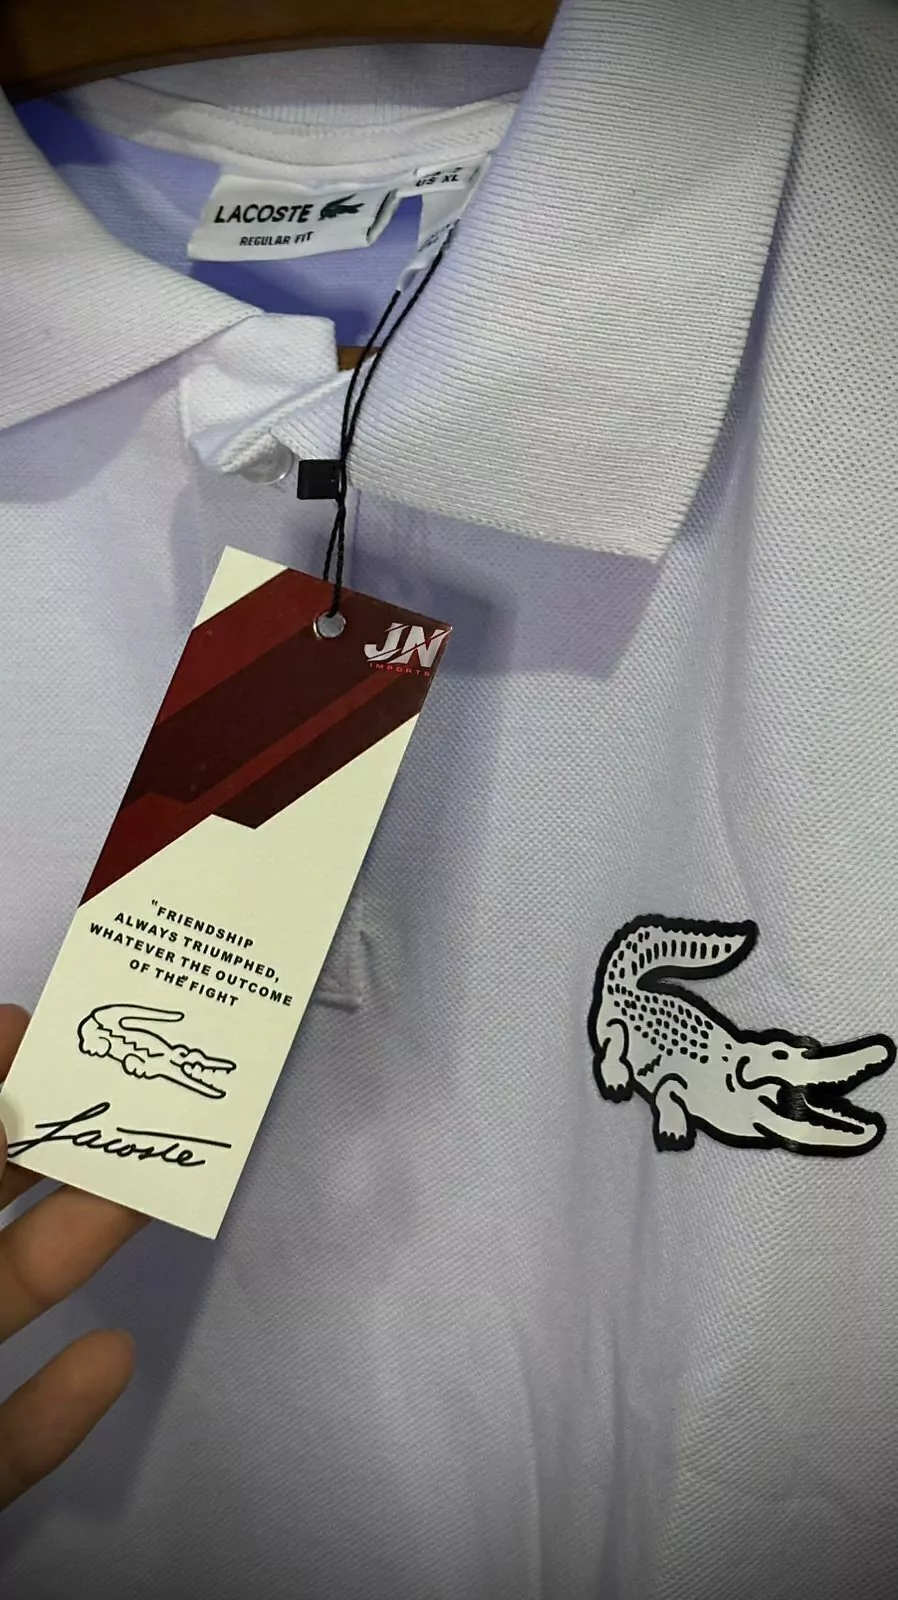 LACOSTE
REGULAR FIT
US XL
JN
IMPORTS
"FRIENDSHIP
ALWAYS TRIUMPHED,
WHATEVER THE OUTCOME
OF THE FIGHT
Lacoste